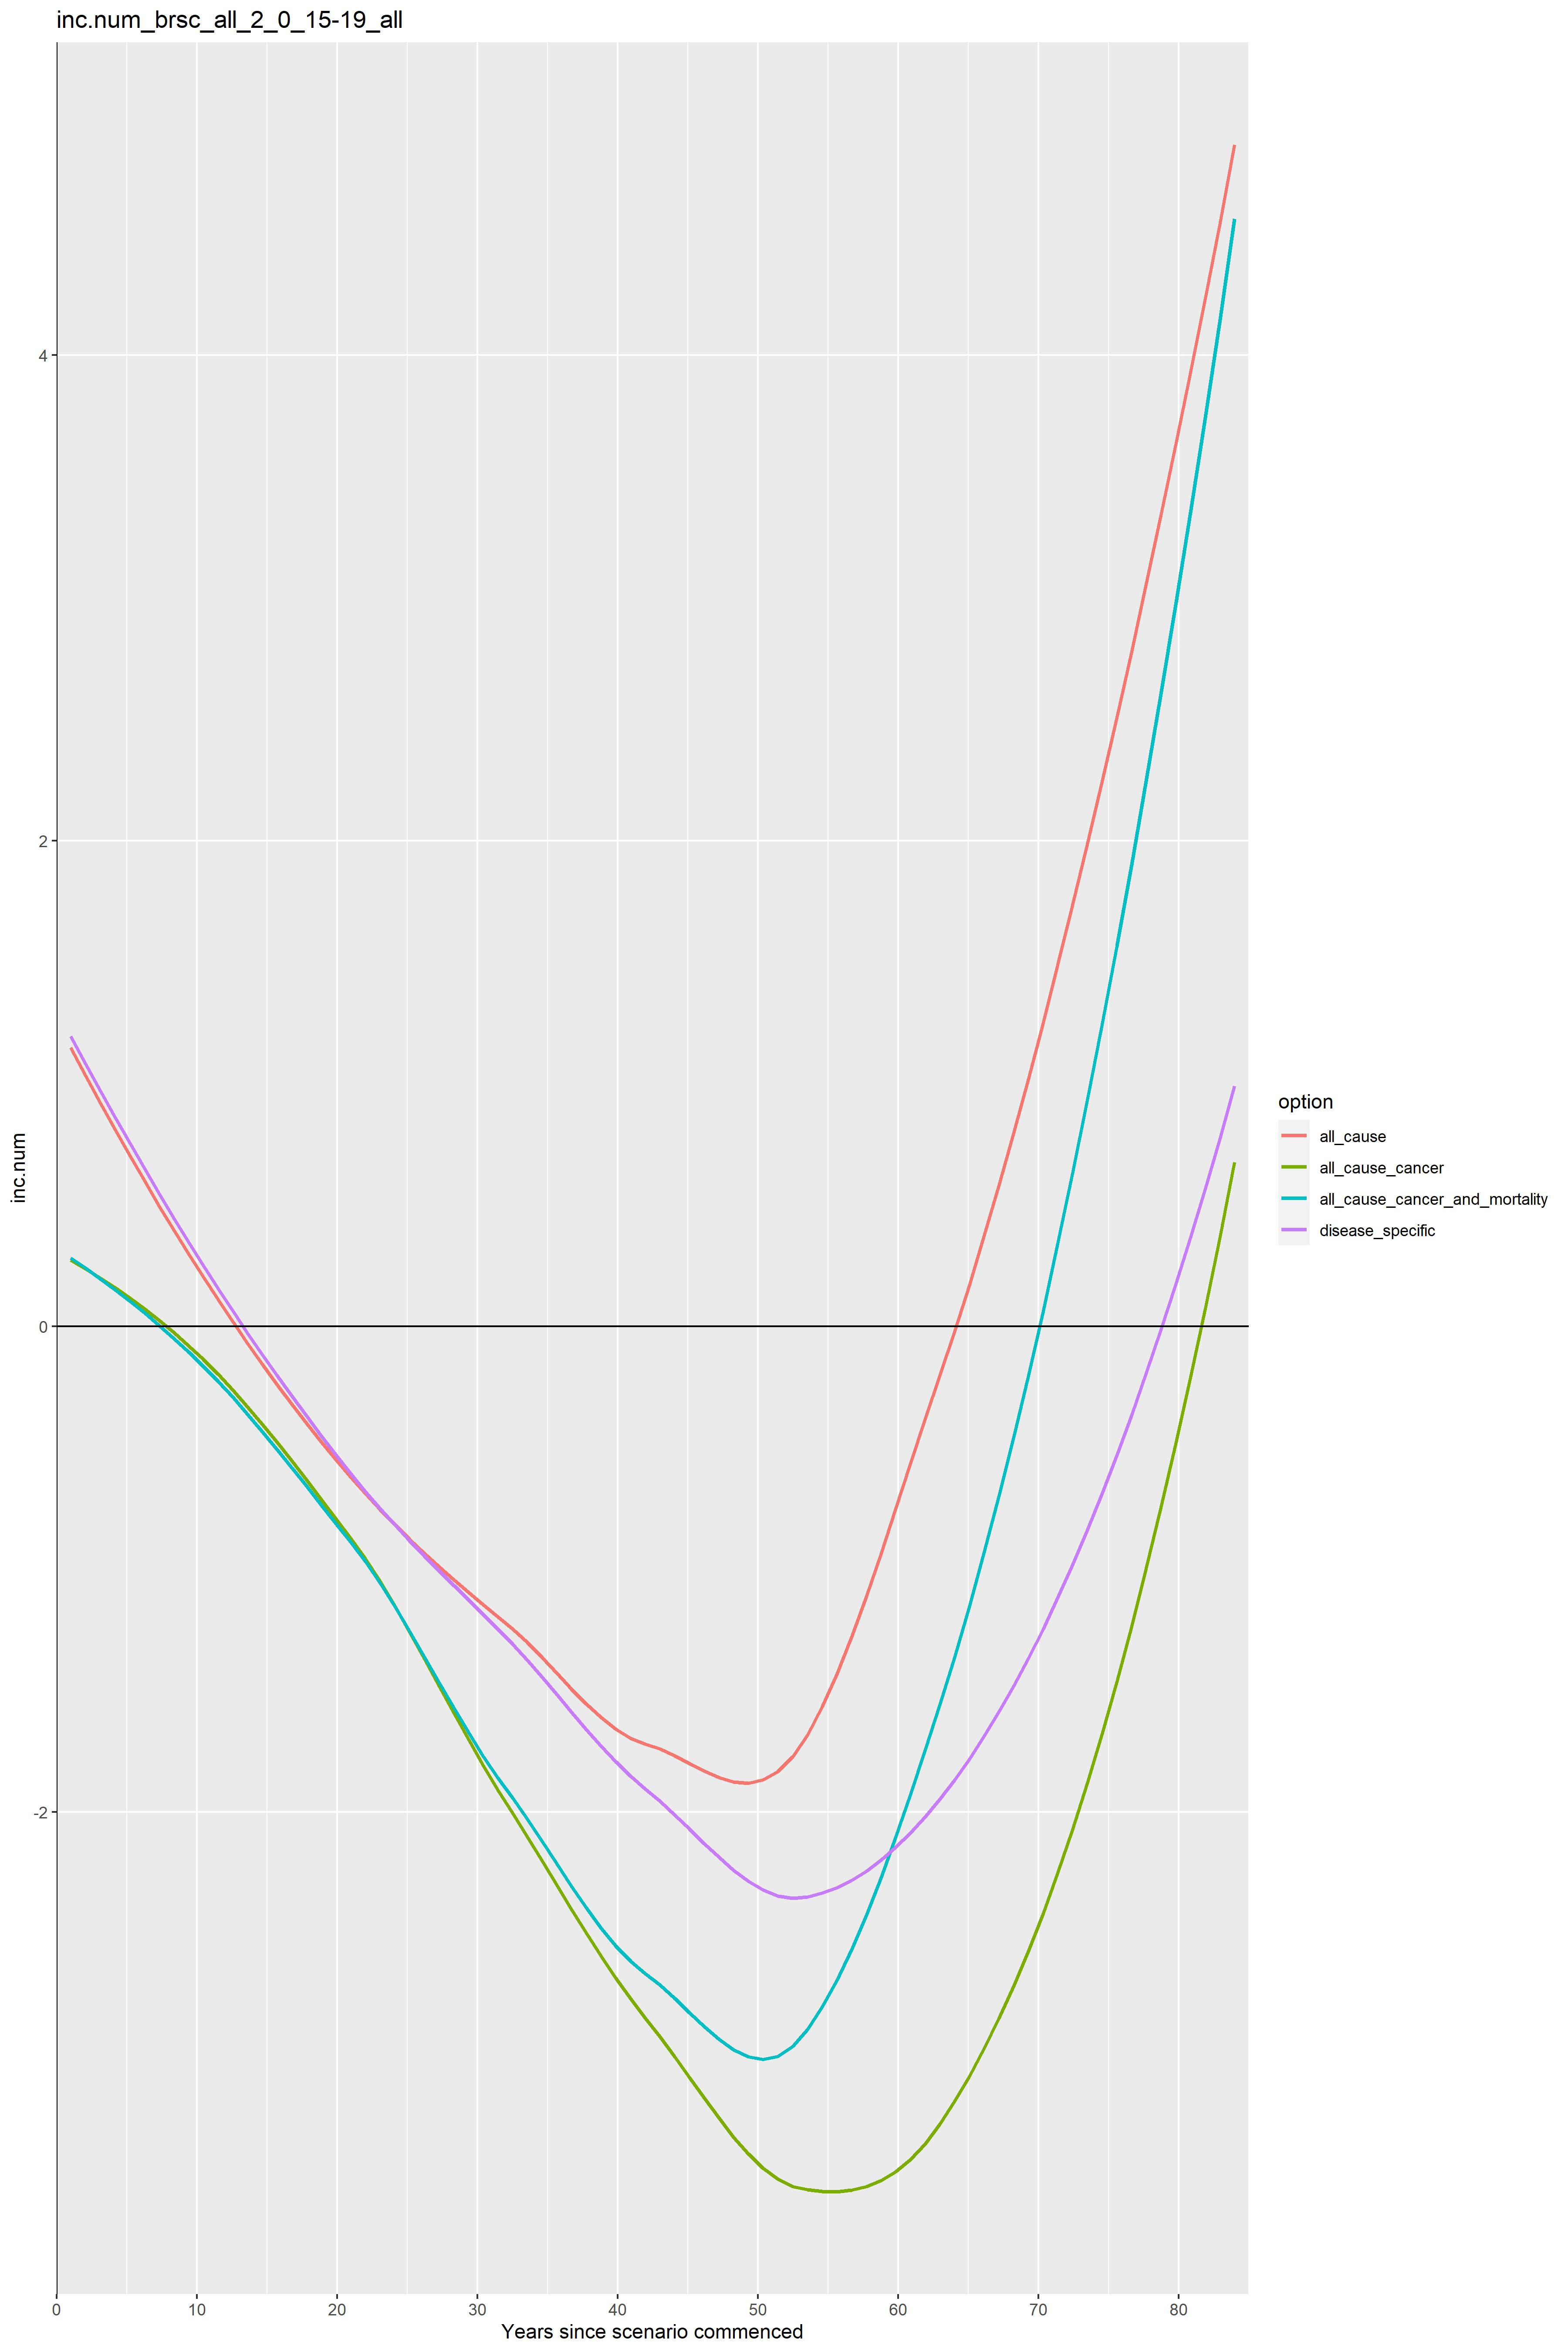 inc.num_brsc_all_2_0_15-19_all
4
2
0
-2
inc.num
0 10 20 30 40 50 60 70 80
Years since scenario commenced
option
all_cause
all_cause_cancer
all_cause_cancer_and_mortality
disease_specific